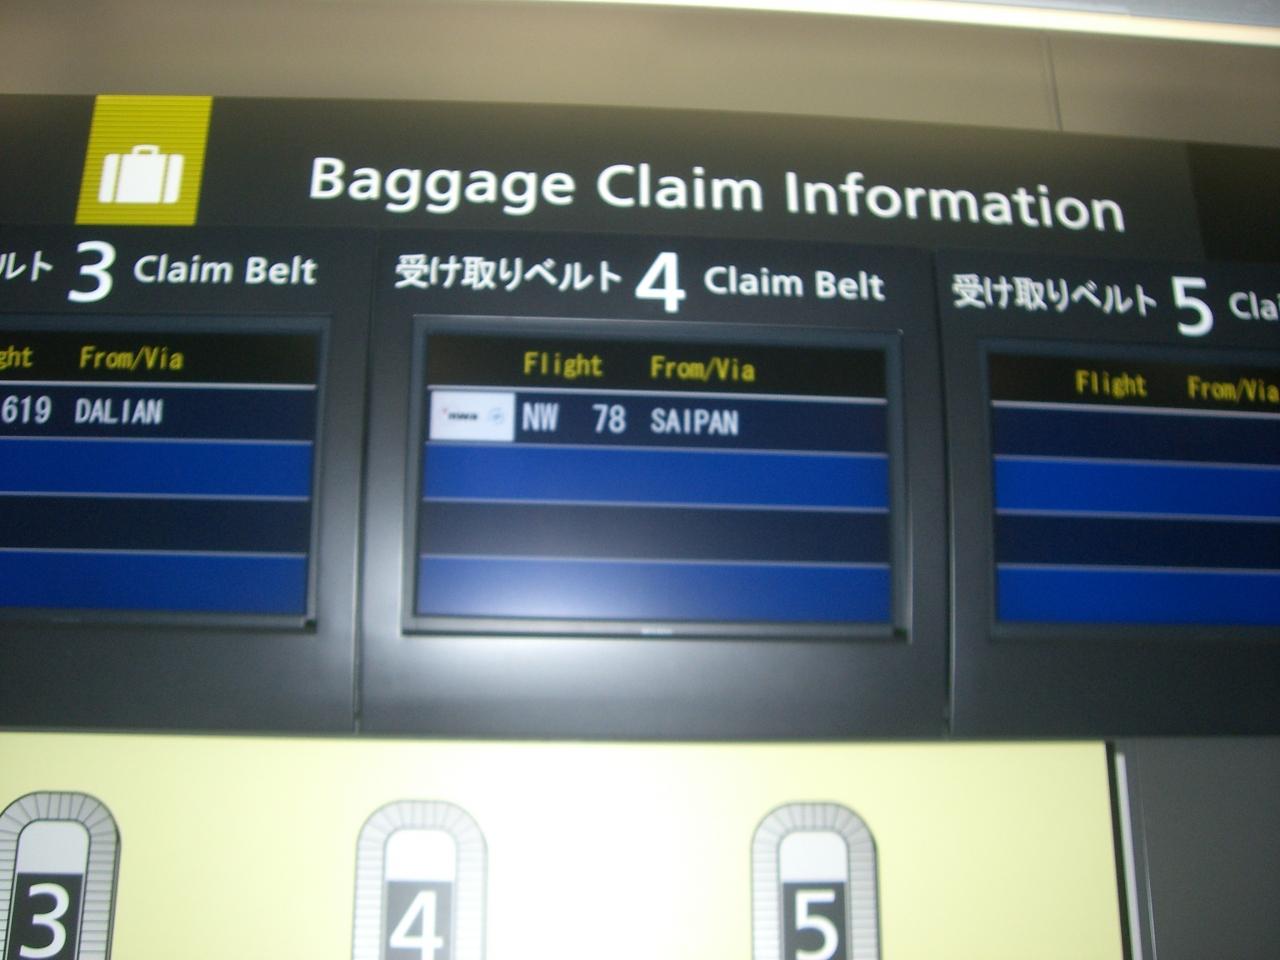 Baggage Claim Information
ルト 3 Claim Belt
受け取りベルト 4 Claim Belt
受け取りベルト 5 Cla
ght From/Via
619 DALIAN
Flight From/Via
nwa NW 78 SAIPAN
Flight From/Via
3
4
5